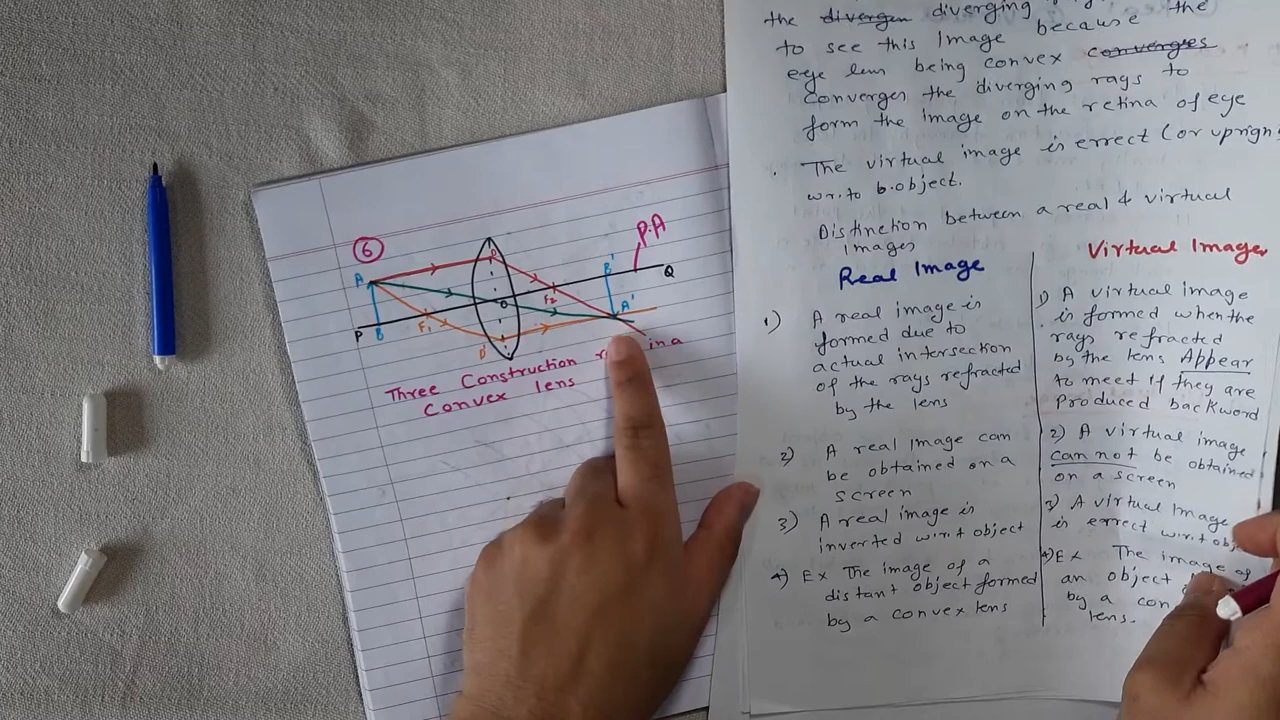 6
A
B
P
F₁
D
O
D'
F₂
B'
A'
P.A
Q
Three Construction in a
Convex lens
the divergen diverging
to see this Image because the
eye lens being convex converges
converges the diverging rays to
form the Image on the retina of eye
. The virtual image is errect (or uprigh
w.r.to b.object.
Distinction between a real & virtual
Images
Real Image
1) A real image is
formed due to
actual intersection
of the rays refracted
by the lens
2) A real Image can
be obtained on a
screen
3) A real image is
inverted w.r.t object
4) Ex The image of a
distant object formed
by a convex lens
Virtual Image
1) A virtual image
is formed when the
rays refracted
by the lens Appear
to meet if they are
produced backword
2) A virtual image
can not be obtained
on a screen
3) A virtual Image
is errect w.r.t obj
4) Ex The image of
an object
by a con
lens.